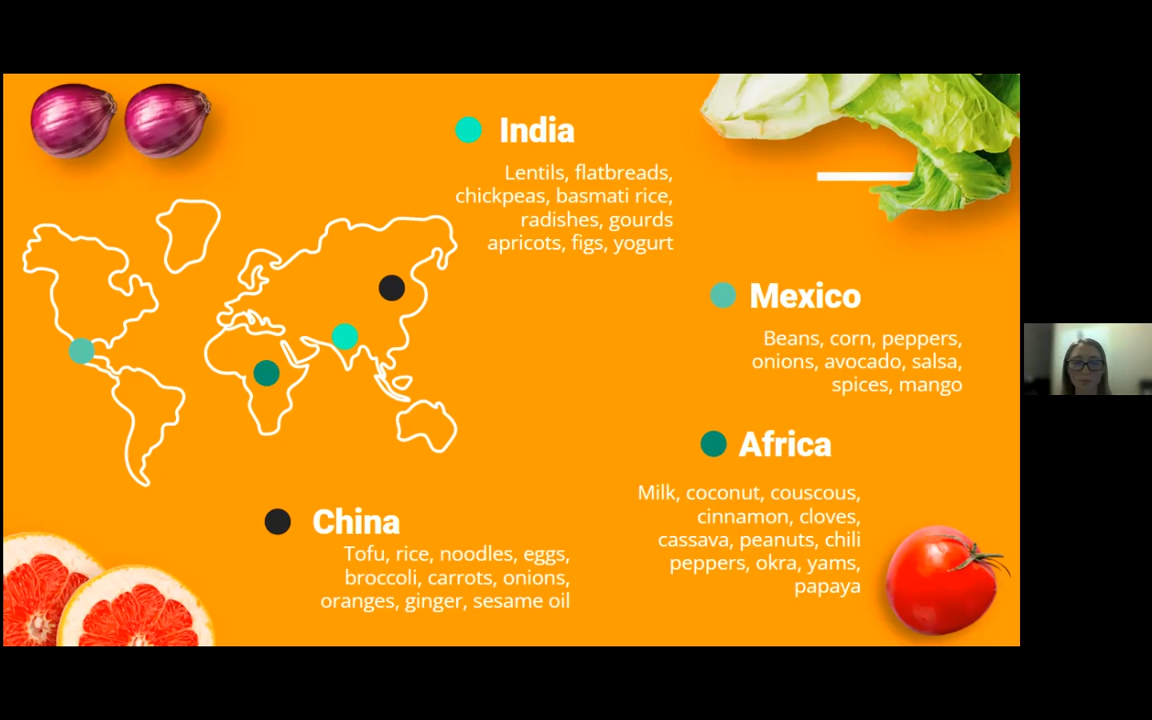 India
Lentils, flatbreads,
chickpeas, basmati rice,
radishes, gourds
apricots, figs, yogurt
Mexico
Beans, corn, peppers,
onions, avocado, salsa,
spices, mango
Africa
Milk, coconut, couscous,
cinnamon, cloves,
cassava, peanuts, chili
peppers, okra, yams,
papaya
China
Tofu, rice, noodles, eggs,
broccoli, carrots, onions,
oranges, ginger, sesame oil